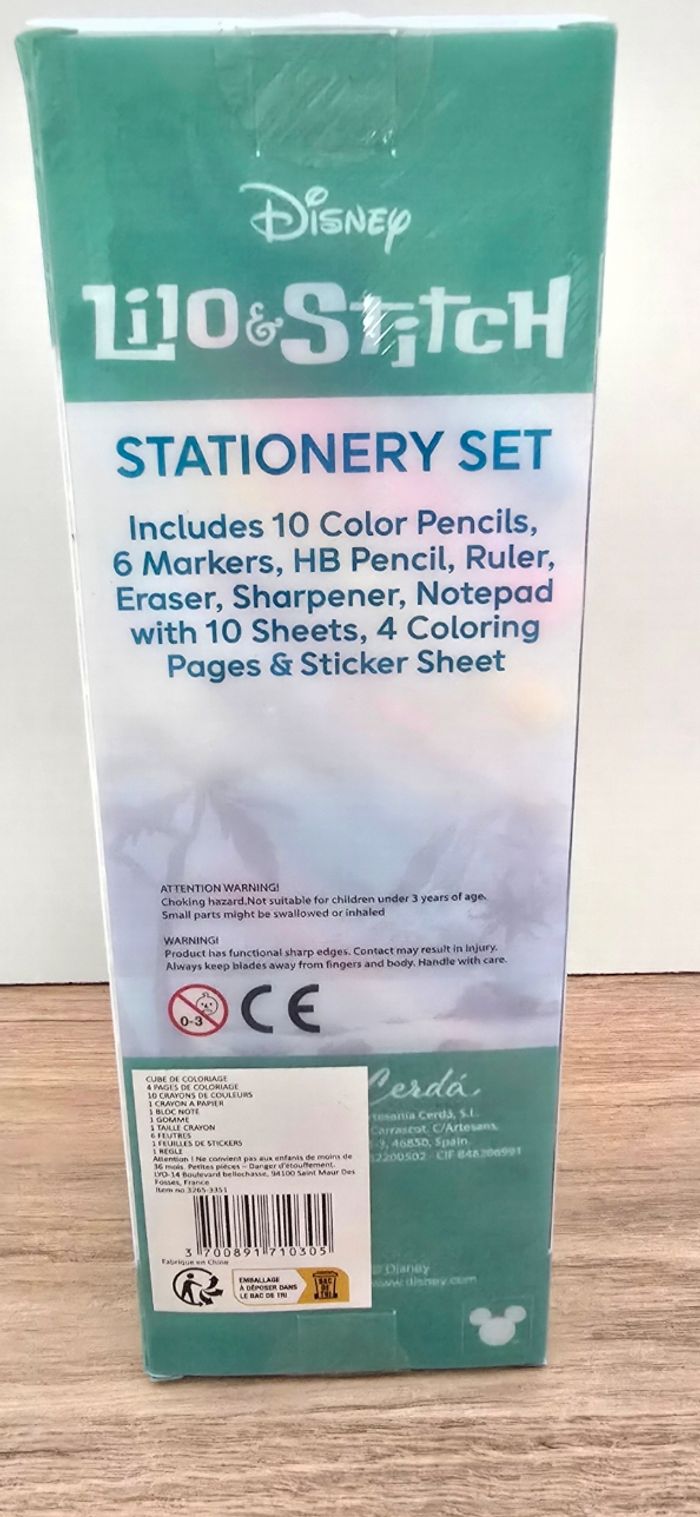 Disney
Lilo & Stitch
STATIONERY SET
Includes 10 Color Pencils,
6 Markers, HB Pencil, Ruler,
Eraser, Sharpener, Notepad
with 10 Sheets, 4 Coloring
Pages & Sticker Sheet
ATTENTION WARNING!
Choking hazard.Not suitable for children under 3 years of age.
Small parts might be swallowed or inhaled
WARNING!
Product has functional sharp edges. Contact may result in Injury.
Always keep blades away from fingers and body. Handle with care.
0-3
CE
CUBE DE COLORIAGE
4 PAGES DE COLORIAGE
10 CRAYONS DE COULEURS
1 CRAYON A PAPIER
1 BLOC NOTE
1 GOMME
1 TAILLE CRAYON
6 FEUTRES
1 FEUILLES DE STICKERS
1 REGLE
Attention ! Ne convient pas aux enfants de moins de
36 mois. Petites pièces - Danger d'étouffement.
LYO-14 Boulevard bellechasse, 94100 Saint Maur Des
Fosses, France
Item no 3265-3351
3 700891 710305
Fabriqué en Chine
EMBALLAGE
À DÉPOSER DANS
LE BAC DE TRI
BAC
DE
TRI
Cerdá
Cerdá, S.L.
Carrascot, C/Artesans,
46850, Spain
CIF
Disney
www.disney.com